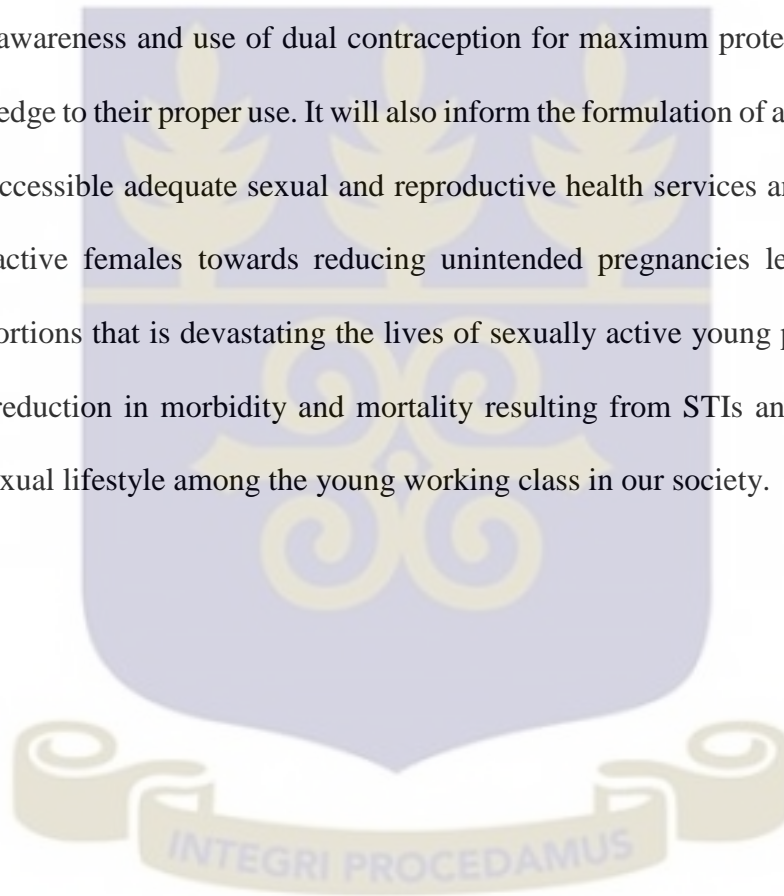 awareness and use of dual contraception for maximum prote
edge to their proper use. It will also inform the formulation of a
ccessible adequate sexual and reproductive health services a
active females towards reducing unintended pregnancies le
ortions that is devastating the lives of sexually active young
reduction in morbidity and mortality resulting from STIs an
xual lifestyle among the young working class in our society.
INTEGRI PROCEDAMUS